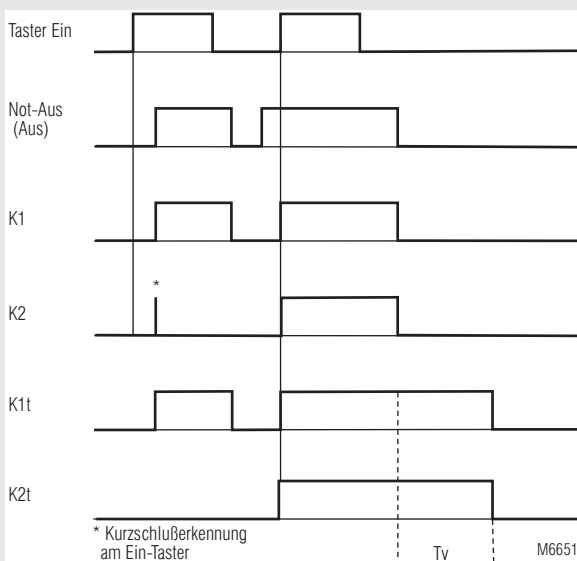 Taster Ein
Not-Aus
(Aus)
K1
*
K2
K1t
K2t
* Kurzschlußerkennung
am Ein-Taster
Tv
M6651